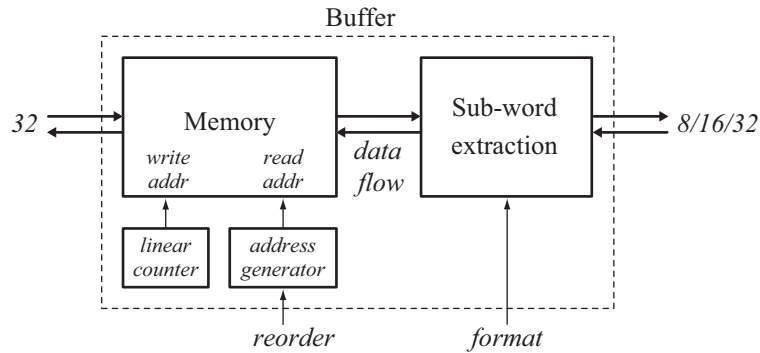 Buffer
32
Memory
write
addr
read
addr
data
flow
Sub-word
extraction
8/16/32
linear
counter
address
generator
reorder
format